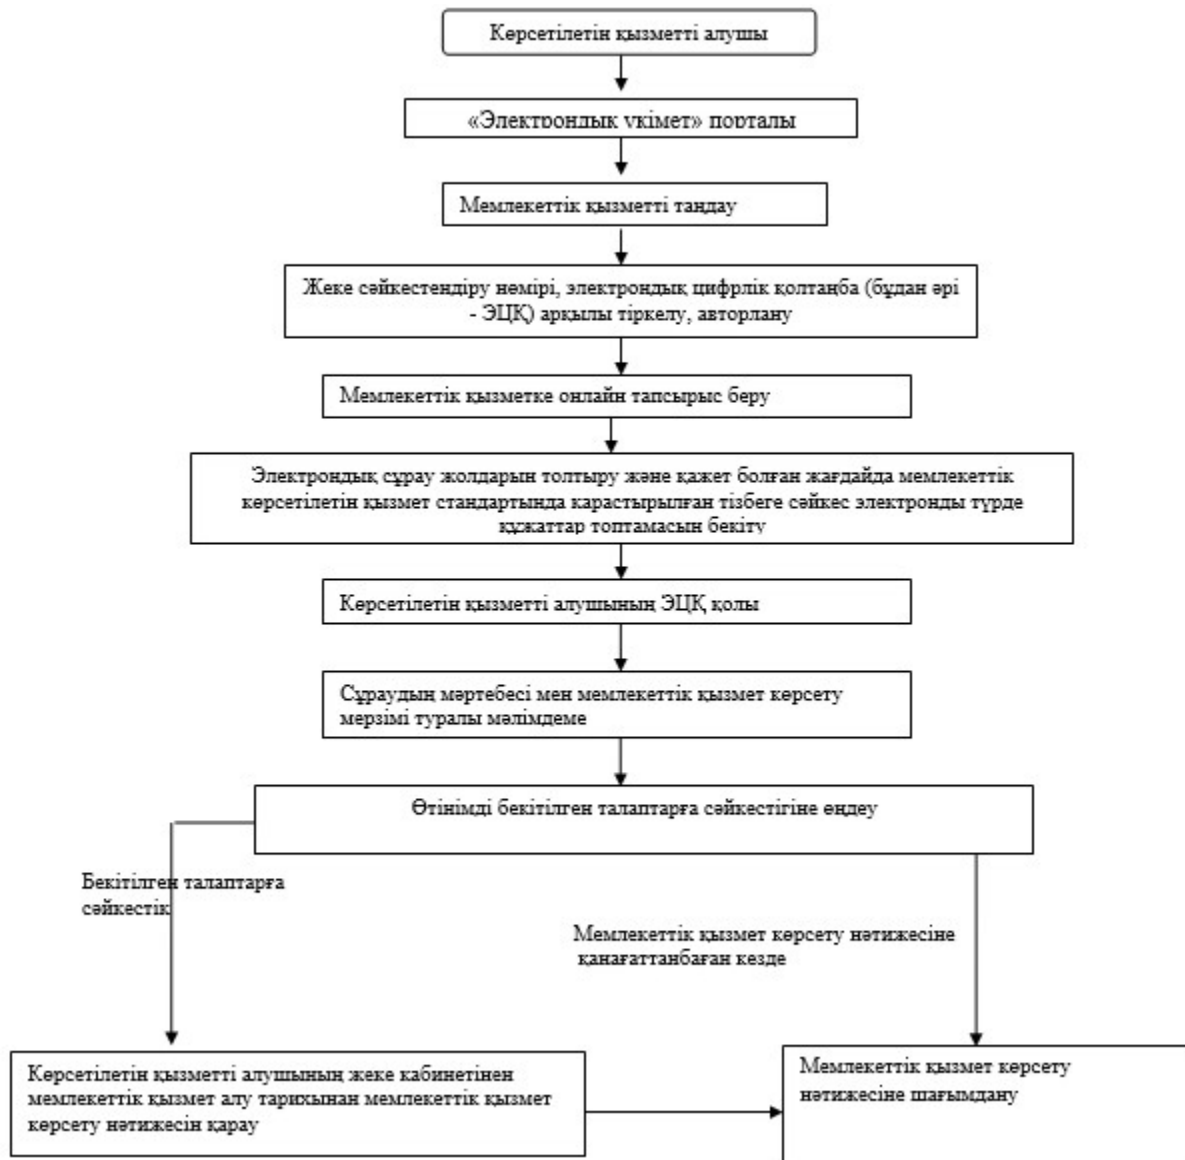 Көрсетілетін қызметті алушы
«Электрондық үкімет» порталы
Мемлекеттік қызметті таңдау
Жеке сәйкестендіру нөмірі, электрондық цифрлік қолтаңба (бұдан әрі
- ЭЦҚ) арқылы тіркелу, авторлану
Мемлекеттік қызметке онлайн тапсырыс беру
Электрондық сұрау жолдарын толтыру және қажет болған жағдайда мемлекеттік
көрсетілетін қызмет стандартында карастырылған тізбеге сәйкес электронды түрде
құжаттар топтамасын бекіту
Көрсетілетін қызметті алушының ЭЦҚ қолы
Сұраудың мәртебесі мен мемлекеттік қызмет көрсету
мерзімі туралы мәлімдеме
Өтінімді бекітілген талаптарға сәйкестігіне өңдеу
Бекітілген талаптарға
сәйкестік
Мемлекеттік қызмет көрсету нәтижесіне
қанағаттанбаған кезде
Көрсетілетін қызметті алушының жеке кабинетінен
мемлекеттік қызмет алу тарихынан мемлекеттік қызмет
көрсету нәтижесін қарау
Мемлекеттік қызмет көрсету
нәтижесіне шағымдану